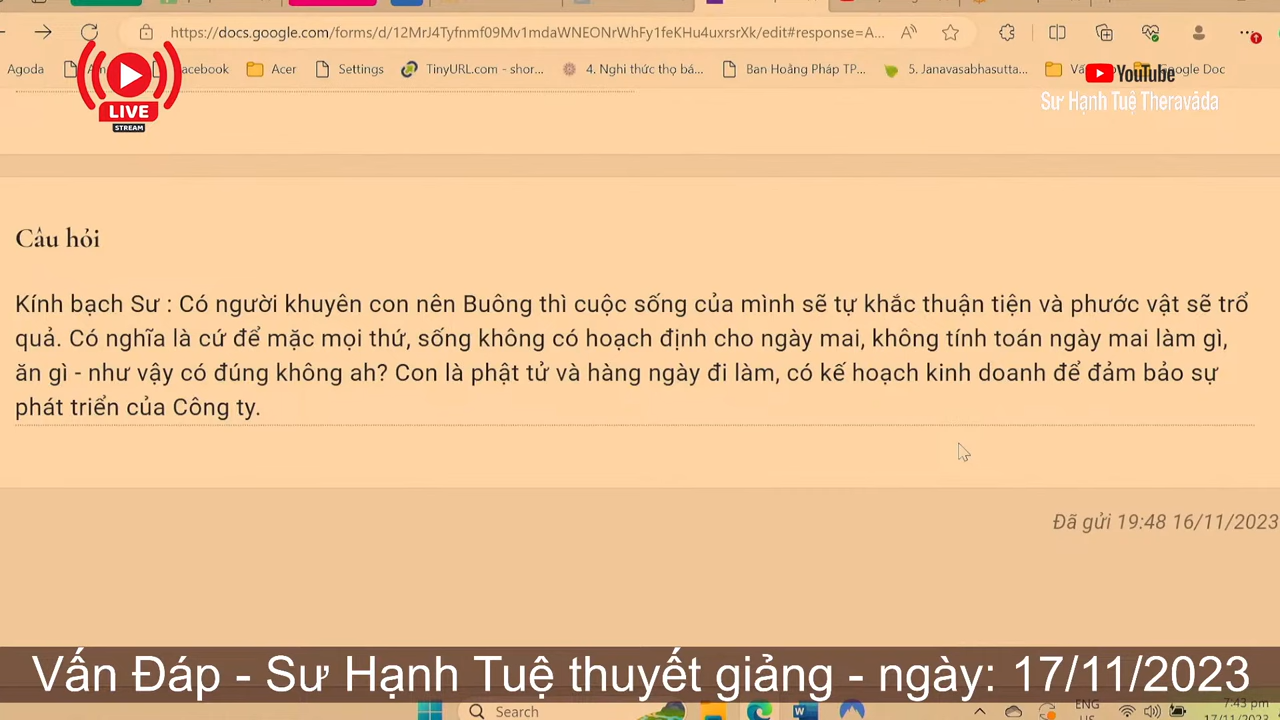 https://docs.google.com/forms/d/12MrJ4Tyfnmf09Mv1mdaWNEONrWhFy1feKHu4uxrsrXk/edit#response=A...
Agoda
acebook
Acer
Settings
TinyURL.com - shor...
4. Nghi thức thọ bá...
Ban Hoằng Pháp TP...
5. Janavasabhasutta...
Google Doc
YouTube
LIVE
STREAM
Sư Hạnh Tuệ Theravāda
Câu hỏi
Kính bạch Sư : Có người khuyên con nên Buông thì cuộc sống của mình sẽ tự khắc thuận tiện và phước vật sẽ trổ
quả. Có nghĩa là cứ để mặc mọi thứ, sống không có hoạch định cho ngày mai, không tính toán ngày mai làm gì,
ăn gì - như vậy có đúng không ah? Con là phật tử và hàng ngày đi làm, có kế hoạch kinh doanh để đảm bảo sự
phát triển của Công ty.
Đã gửi 19:48 16/11/2023
Vấn Đáp - Sư Hạnh Tuệ thuyết giảng - ngày: 17/11/2023
Search
ENG
US
7:43 pm
17/11/2023